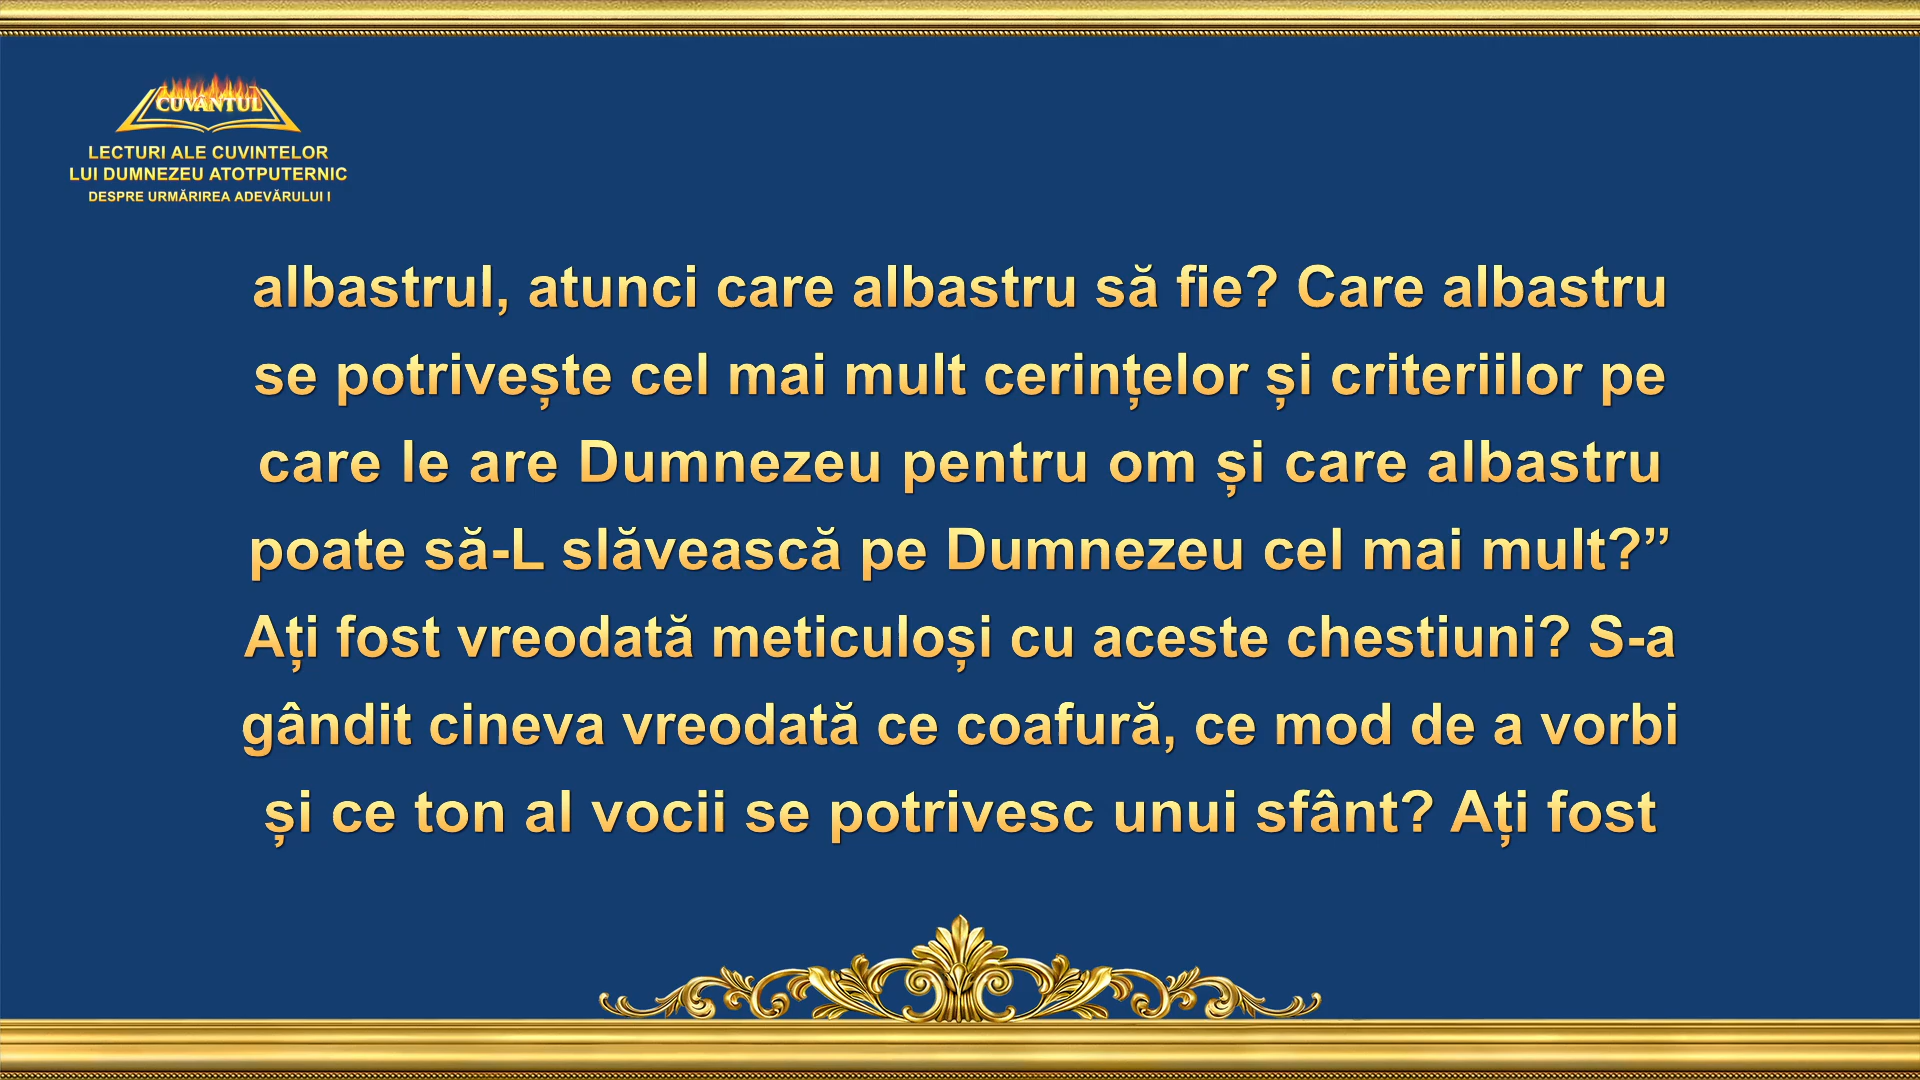 CUVÂNTUL
LECTURI ALE CUVINTELOR
LUI DUMNEZEU ATOTPUTERNIC
DESPRE URMĂRIREA ADEVĂRULUI I
albastrul, atunci care albastru să fie? Care albastru
se potrivește cel mai mult cerințelor și criteriilor pe
care le are Dumnezeu pentru om și care albastru
poate să-L slăvească pe Dumnezeu cel mai mult?”
Ați fost vreodată meticuloși cu aceste chestiuni? S-a
gândit cineva vreodată ce coafură, ce mod de a vorbi
și ce ton al vocii se potrivesc unui sfânt? Ați fost